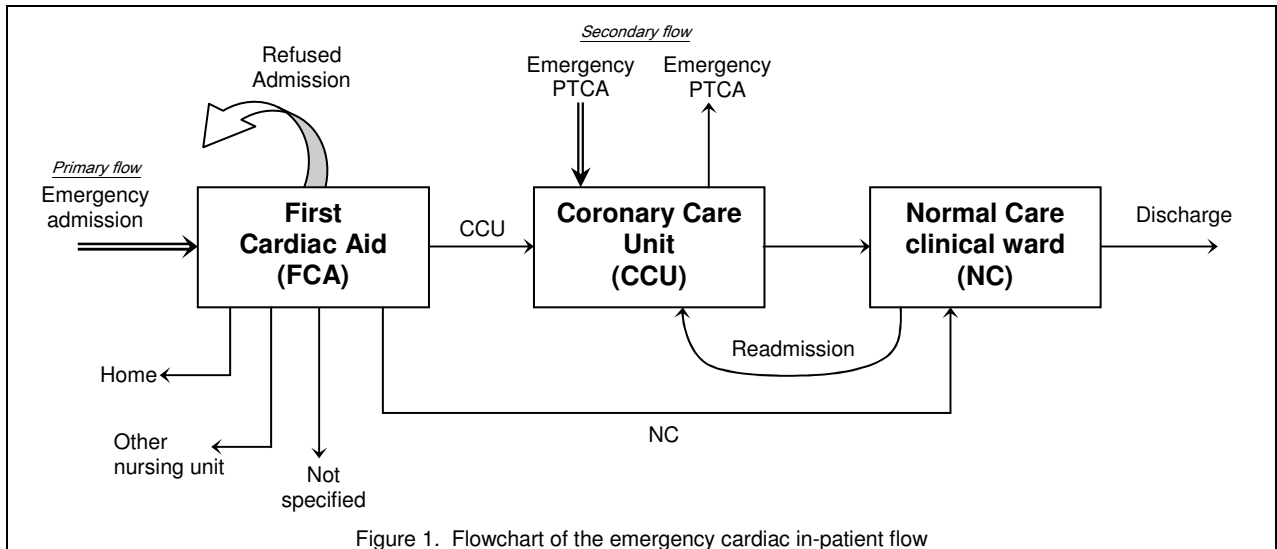 Refused
Admission
Secondary flow
Emergency
PTCA
Emergency
PTCA
Primary flow
Emergency
admission
First
Cardiac Aid
(FCA)
CCU
Coronary Care
Unit
(CCU)
Normal Care
clinical ward
(NC)
Discharge
Readmission
Home
NC
Other
nursing unit
Not
specified
Figure 1. Flowchart of the emergency cardiac in-patient flow